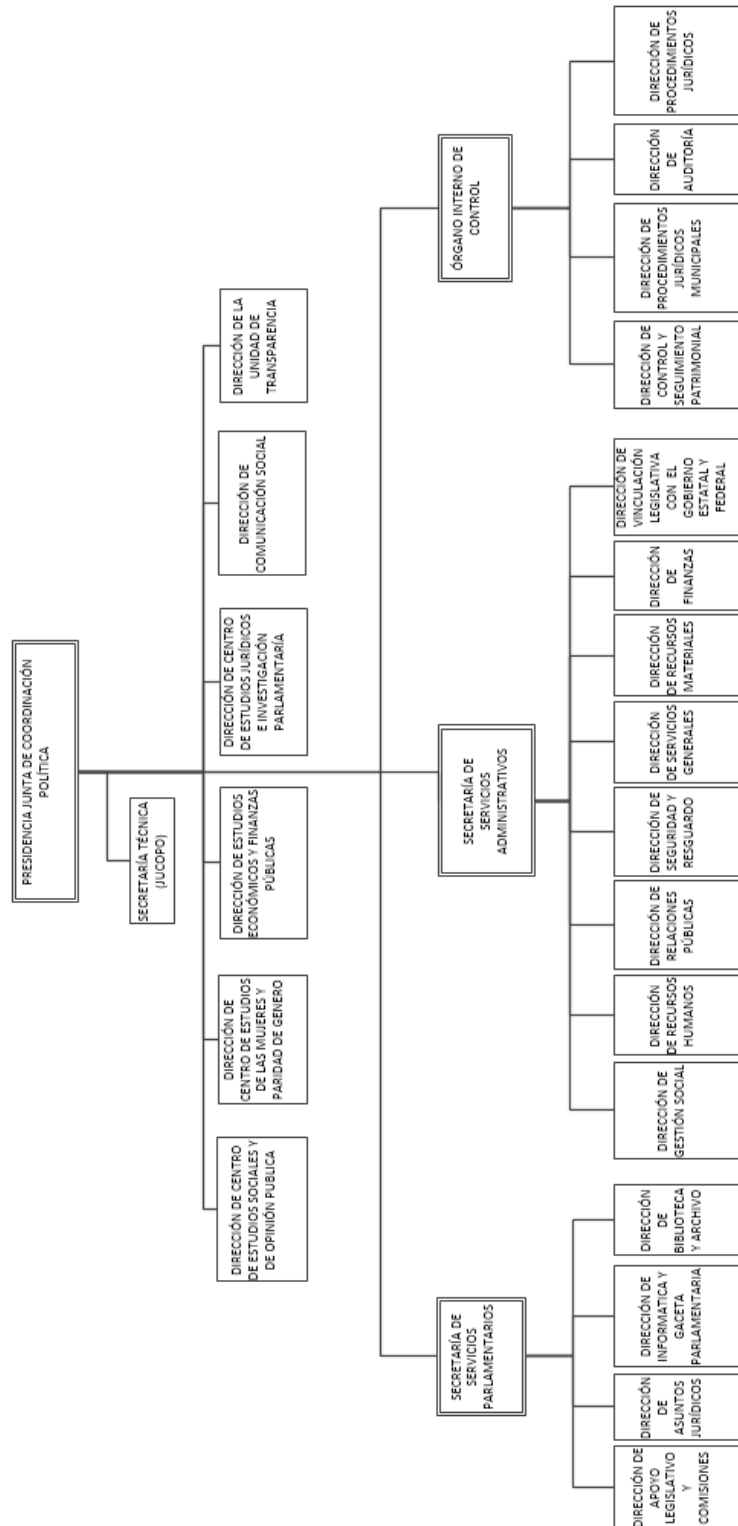 PRESIDENCIA JUNTA DE COORDINACIÓN
POLÍTICA
SECRETARÍA TÉCNICA
(JUCOPO)
DIRECCIÓN DE CENTRO
DE ESTUDIOS SOCIALES Y
DE OPINIÓN PUBLICA
DIRECCIÓN DE
CENTRO DE ESTUDIOS
DE LAS MUJERES Y
PARIDAD DE GENERO
DIRECCIÓN DE ESTUDIOS
ECONÓMICOS Y FINANZAS
PÚBLICAS
DIRECCIÓN DE CENTRO
DE ESTUDIOS JURÍDICOS
E INVESTIGACIÓN
PARLAMENTARÍA
DIRECCIÓN DE
COMUNICACIÓN SOCIAL
DIRECCIÓN DE LA
UNIDAD DE
TRANSPARENCIA
SECRETARÍA DE
SERVICIOS
PARLAMENTARIOS
SECRETARÍA DE
SERVICIOS
ADMINISTRATIVOS
ÓRGANO INTERNO DE
CONTROL
DIRECCIÓN DE
APOYO
LEGISLATIVO
Y
COMISIONES
DIRECCIÓN
DE
ASUNTOS
JURÍDICOS
DIRECCIÓN DE
INFORMATICA Y
GACETA
PARLAMENTARIA
DIRECCIÓN
DE
BIBLIOTECA
Y ARCHIVO
DIRECCIÓN DE
GESTIÓN SOCIAL
DIRECCIÓN
DE RECURSOS
HUMANOS
DIRECCIÓN DE
RELACIONES
PÚBLICAS
DIRECCIÓN DE
SEGURIDAD Y
RESGUARDO
DIRECCIÓN
DE SERVICIOS
GENERALES
DIRECCIÓN
DE RECURSOS
MATERIALES
DIRECCIÓN
DE
FINANZAS
DIRECCIÓN DE
VINCULACIÓN
LEGISLATIVA
CON EL
GOBIERNO
ESTATAL Y
FEDERAL
DIRECCIÓN DE
CONTROL Y
SEGUIMIENTO
PATRIMONIAL
DIRECCIÓN DE
PROCEDIMIENTOS
JURÍDICOS
MUNICIPALES
DIRECCIÓN
DE
AUDITORÍA
DIRECCIÓN DE
PROCEDIMIENTOS
JURÍDICOS